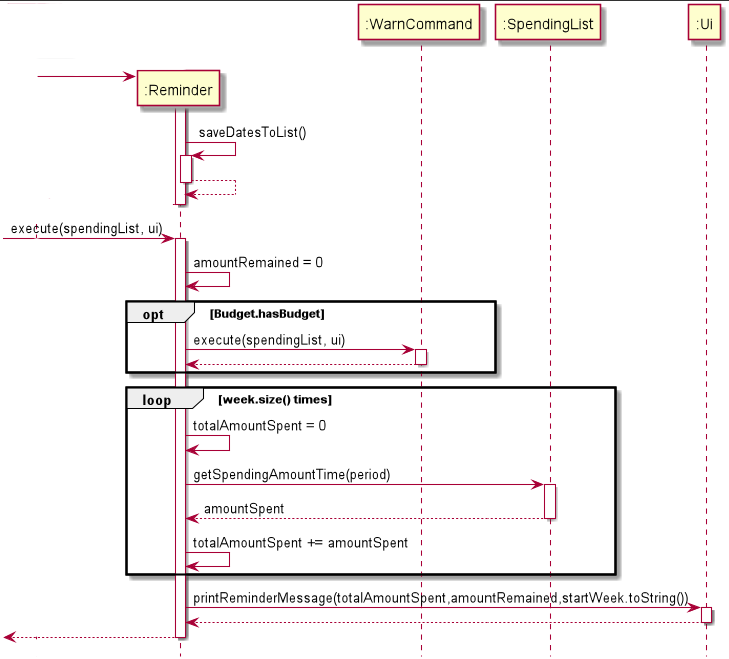 :WarnCommand
:SpendingList
:Ui
:Reminder
saveDatesToList()
execute(spendingList, ui)
amountRemained = 0
opt
[Budget.hasBudget]
execute(spendingList, ui)
loop
[week.size() times]
totalAmountSpent = 0
getSpendingAmountTime(period)
amountSpent
totalAmountSpent += amountSpent
printReminderMessage(totalAmountSpent,amountRemained,startWeek.toString())